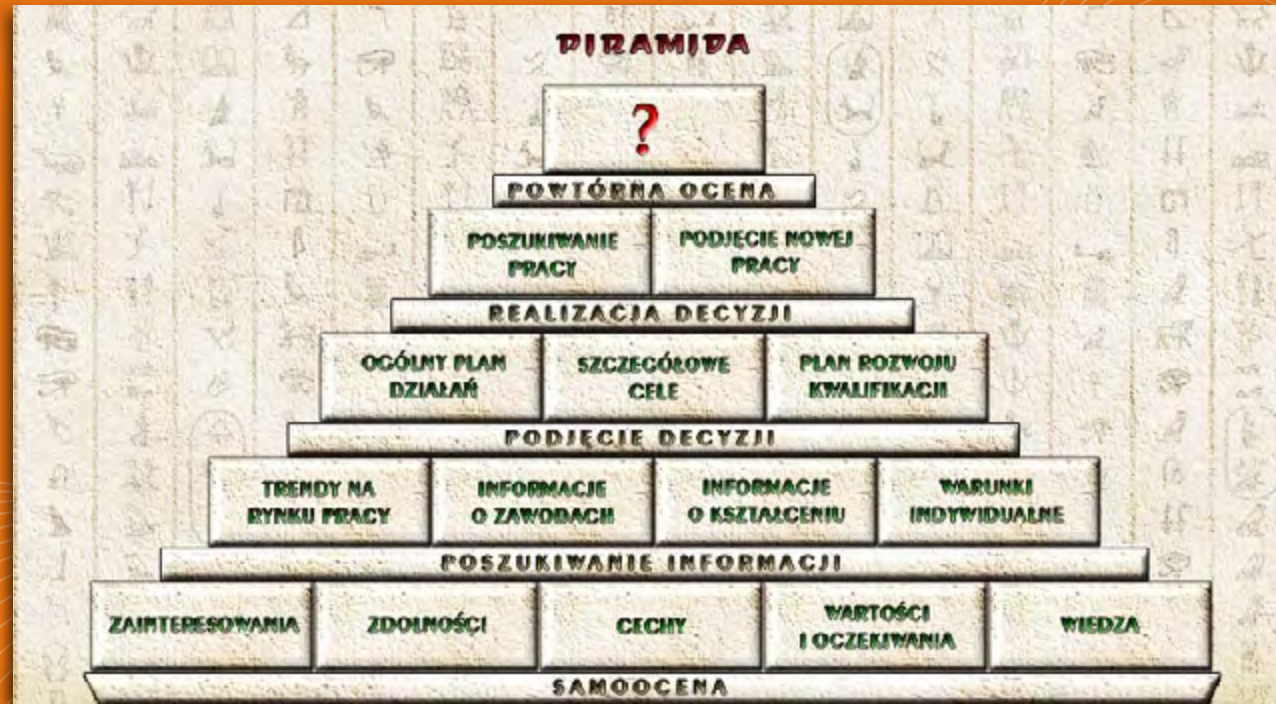 PIRAMIDA
?
POWTÓRNA OCENA
POSZUKIWANIE
PRACY
PODJĘCIE NOWEJ
PRACY
REALIZACJA DECYZJI
OGÓLNY PLAN
DZIAŁAŃ
SZCZEGÓŁOWE
CELE
PLAN ROZWOJU
KWALIFIKACJI
PODJĘCIE DECYZJI
TRENDY NA
RYNKU PRACY
INFORMACJE
O ZAWODACH
INFORMACJE
O KSZTAŁCENIU
WARUNKI
INDYWIDUALNE
POSZUKIWANIE INFORMACJI
ZAINTERESOWANIA
ZDOLNOŚCI
CECHY
WARTOŚCI
I OCZEKIWANIA
WIEDZA
SAMOOCENA